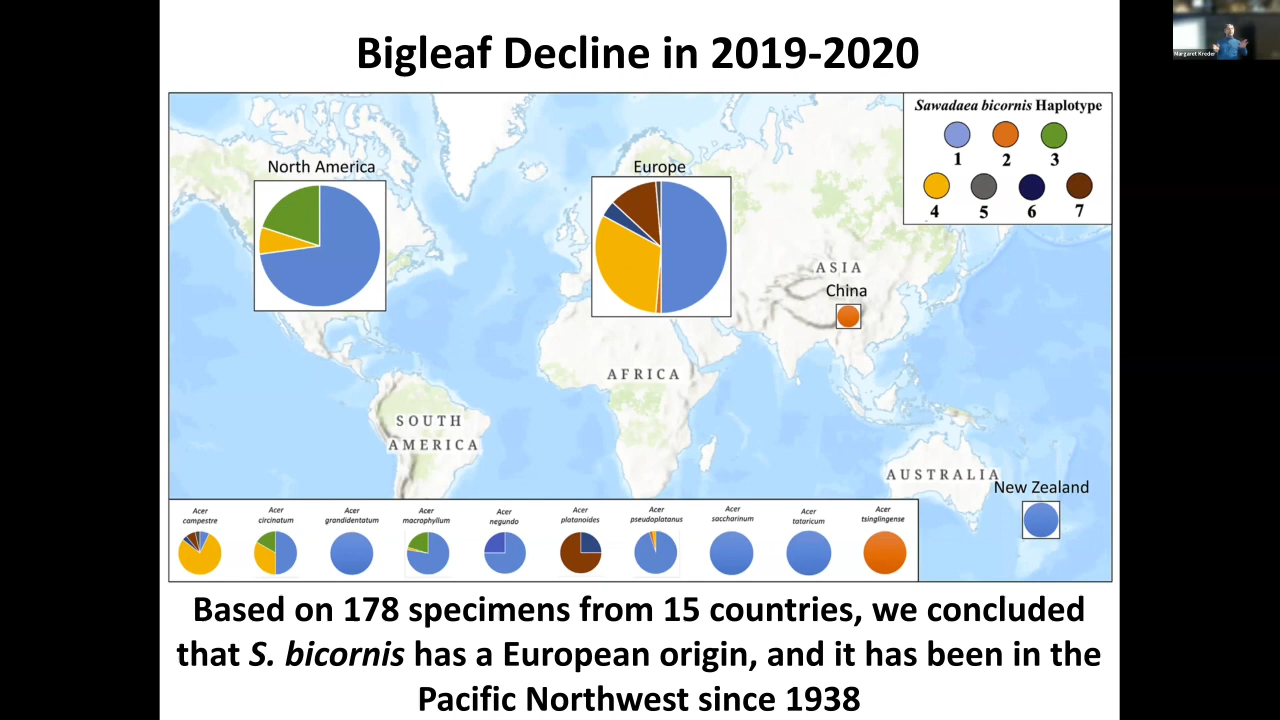 Bigleaf Decline in 2019-2020
Margaret Kreder
Sawadaea bicornis Haplotype
1 2 3
4 5 6 7
North America
Europe
ASIA
China
AFRICA
SOUTH
AMERICA
AUSTRALIA
New Zealand
Acer campestre
Acer circinatum
Acer grandidentatum
Acer macrophyllum
Acer negundo
Acer platanoides
Acer pseudoplatanus
Acer saccharinum
Acer tataricum
Acer tsinglingense
Based on 178 specimens from 15 countries, we concluded
that S. bicornis has a European origin, and it has been in the
Pacific Northwest since 1938